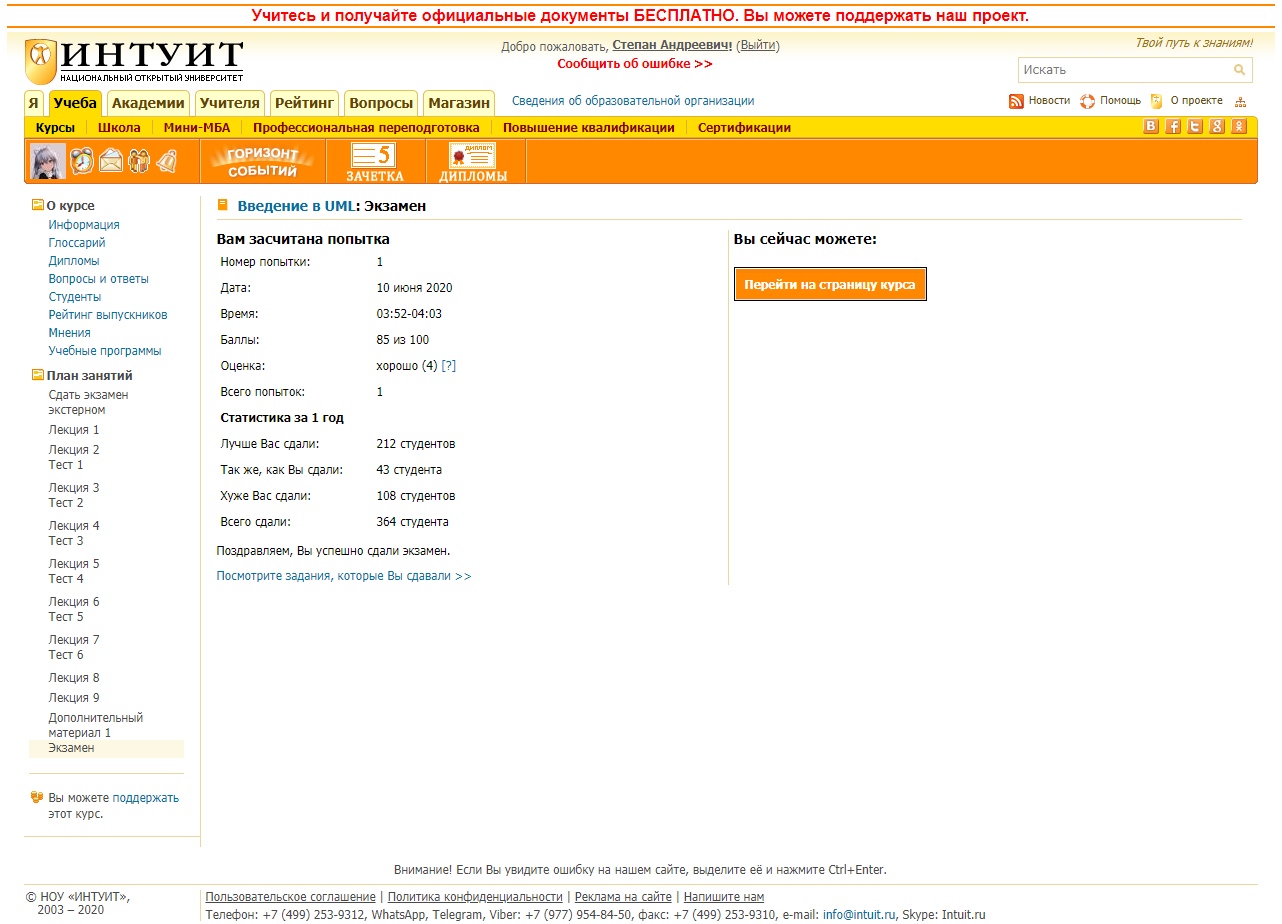 Учитесь и получайте официальные документы БЕСПЛАТНО. Вы можете поддержать наш проект.
ИНТУИТ
НАЦИОНАЛЬНЫЙ ОТКРЫТЫЙ УНИВЕРСИТЕТ
Добро пожаловать, Степан Андреевич! (Выйти)
Сообщить об ошибке >>
Твой путь к знаниям!
Искать
Я Учеба Академии Учителя Рейтинг Вопросы Магазин Сведения об образовательной организации Новости Помощь О проекте
Курсы Школа Мини-МБА Профессиональная переподготовка Повышение квалификации Сертификации
ГОРИЗОНТ
СОБЫТИЙ
5
ЗАЧЕТКА
ДИПЛОМ
ДИПЛОМЫ
О курсе
Информация
Глоссарий
Дипломы
Вопросы и ответы
Студенты
Рейтинг выпускников
Мнения
Учебные программы
План занятий
Сдать экзамен
экстерном
Лекция 1
Лекция 2
Тест 1
Лекция 3
Тест 2
Лекция 4
Тест 3
Лекция 5
Тест 4
Лекция 6
Тест 5
Лекция 7
Тест 6
Лекция 8
Лекция 9
Дополнительный
материал 1
Экзамен
Вы можете поддержать
этот курс.
Введение в UML: Экзамен
Вам засчитана попытка
Номер попытки: 1
Дата: 10 июня 2020
Время: 03:52-04:03
Баллы: 85 из 100
Оценка: хорошо (4) [?]
Всего попыток: 1
Статистика за 1 год
Лучше Вас сдали: 212 студентов
Так же, как Вы сдали: 43 студента
Хуже Вас сдали: 108 студентов
Всего сдали: 364 студента
Поздравляем, Вы успешно сдали экзамен.
Посмотрите задания, которые Вы сдавали >>
Вы сейчас можете:
Перейти на страницу курса
Внимание! Если Вы увидите ошибку на нашем сайте, выделите её и нажмите Ctrl+Enter.
© НОУ «ИНТУИТ»,
2003 – 2020
Пользовательское соглашение | Политика конфиденциальности | Реклама на сайте | Напишите нам
Телефон: +7 (499) 253-9312, WhatsApp, Telegram, Viber: +7 (977) 954-84-50, факс: +7 (499) 253-9310, e-mail: info@intuit.ru, Skype: Intuit.ru